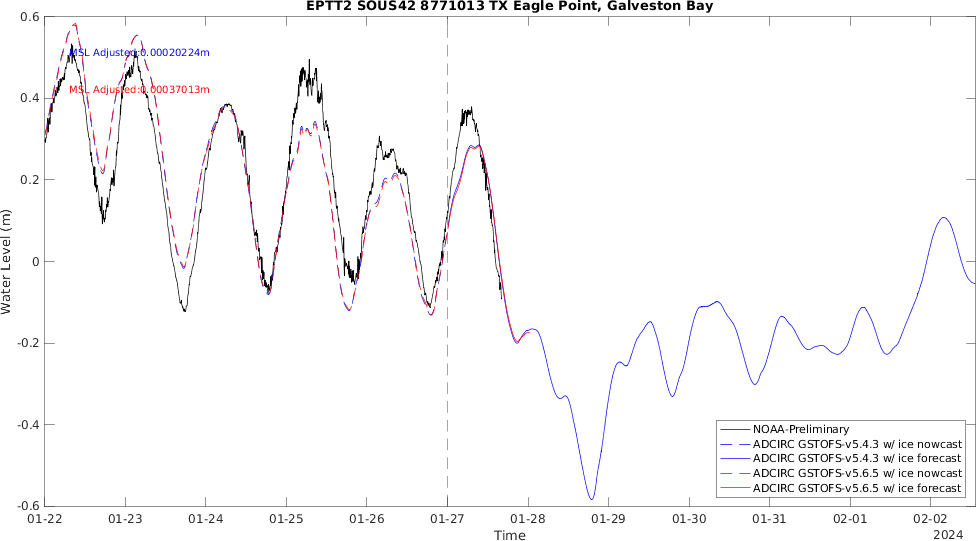 EPTT2 SOUS42 8771013 TX Eagle Point, Galveston Bay
0.6
MSL Adjusted:0.00020224m
MSL Adjusted:0.00037013m
0.4
0.2
0
-0.2
-0.4
-0.6
Water Level (m)
NOAA-Preliminary
ADCIRC GSTOFS-v5.4.3 w/ ice nowcast
ADCIRC GSTOFS-v5.4.3 w/ ice forecast
ADCIRC GSTOFS-v5.6.5 w/ ice nowcast
ADCIRC GSTOFS-v5.6.5 w/ ice forecast
01-22 01-23 01-24 01-25 01-26 01-27 01-28 01-29 01-30 01-31 02-01 02-02
2024
Time